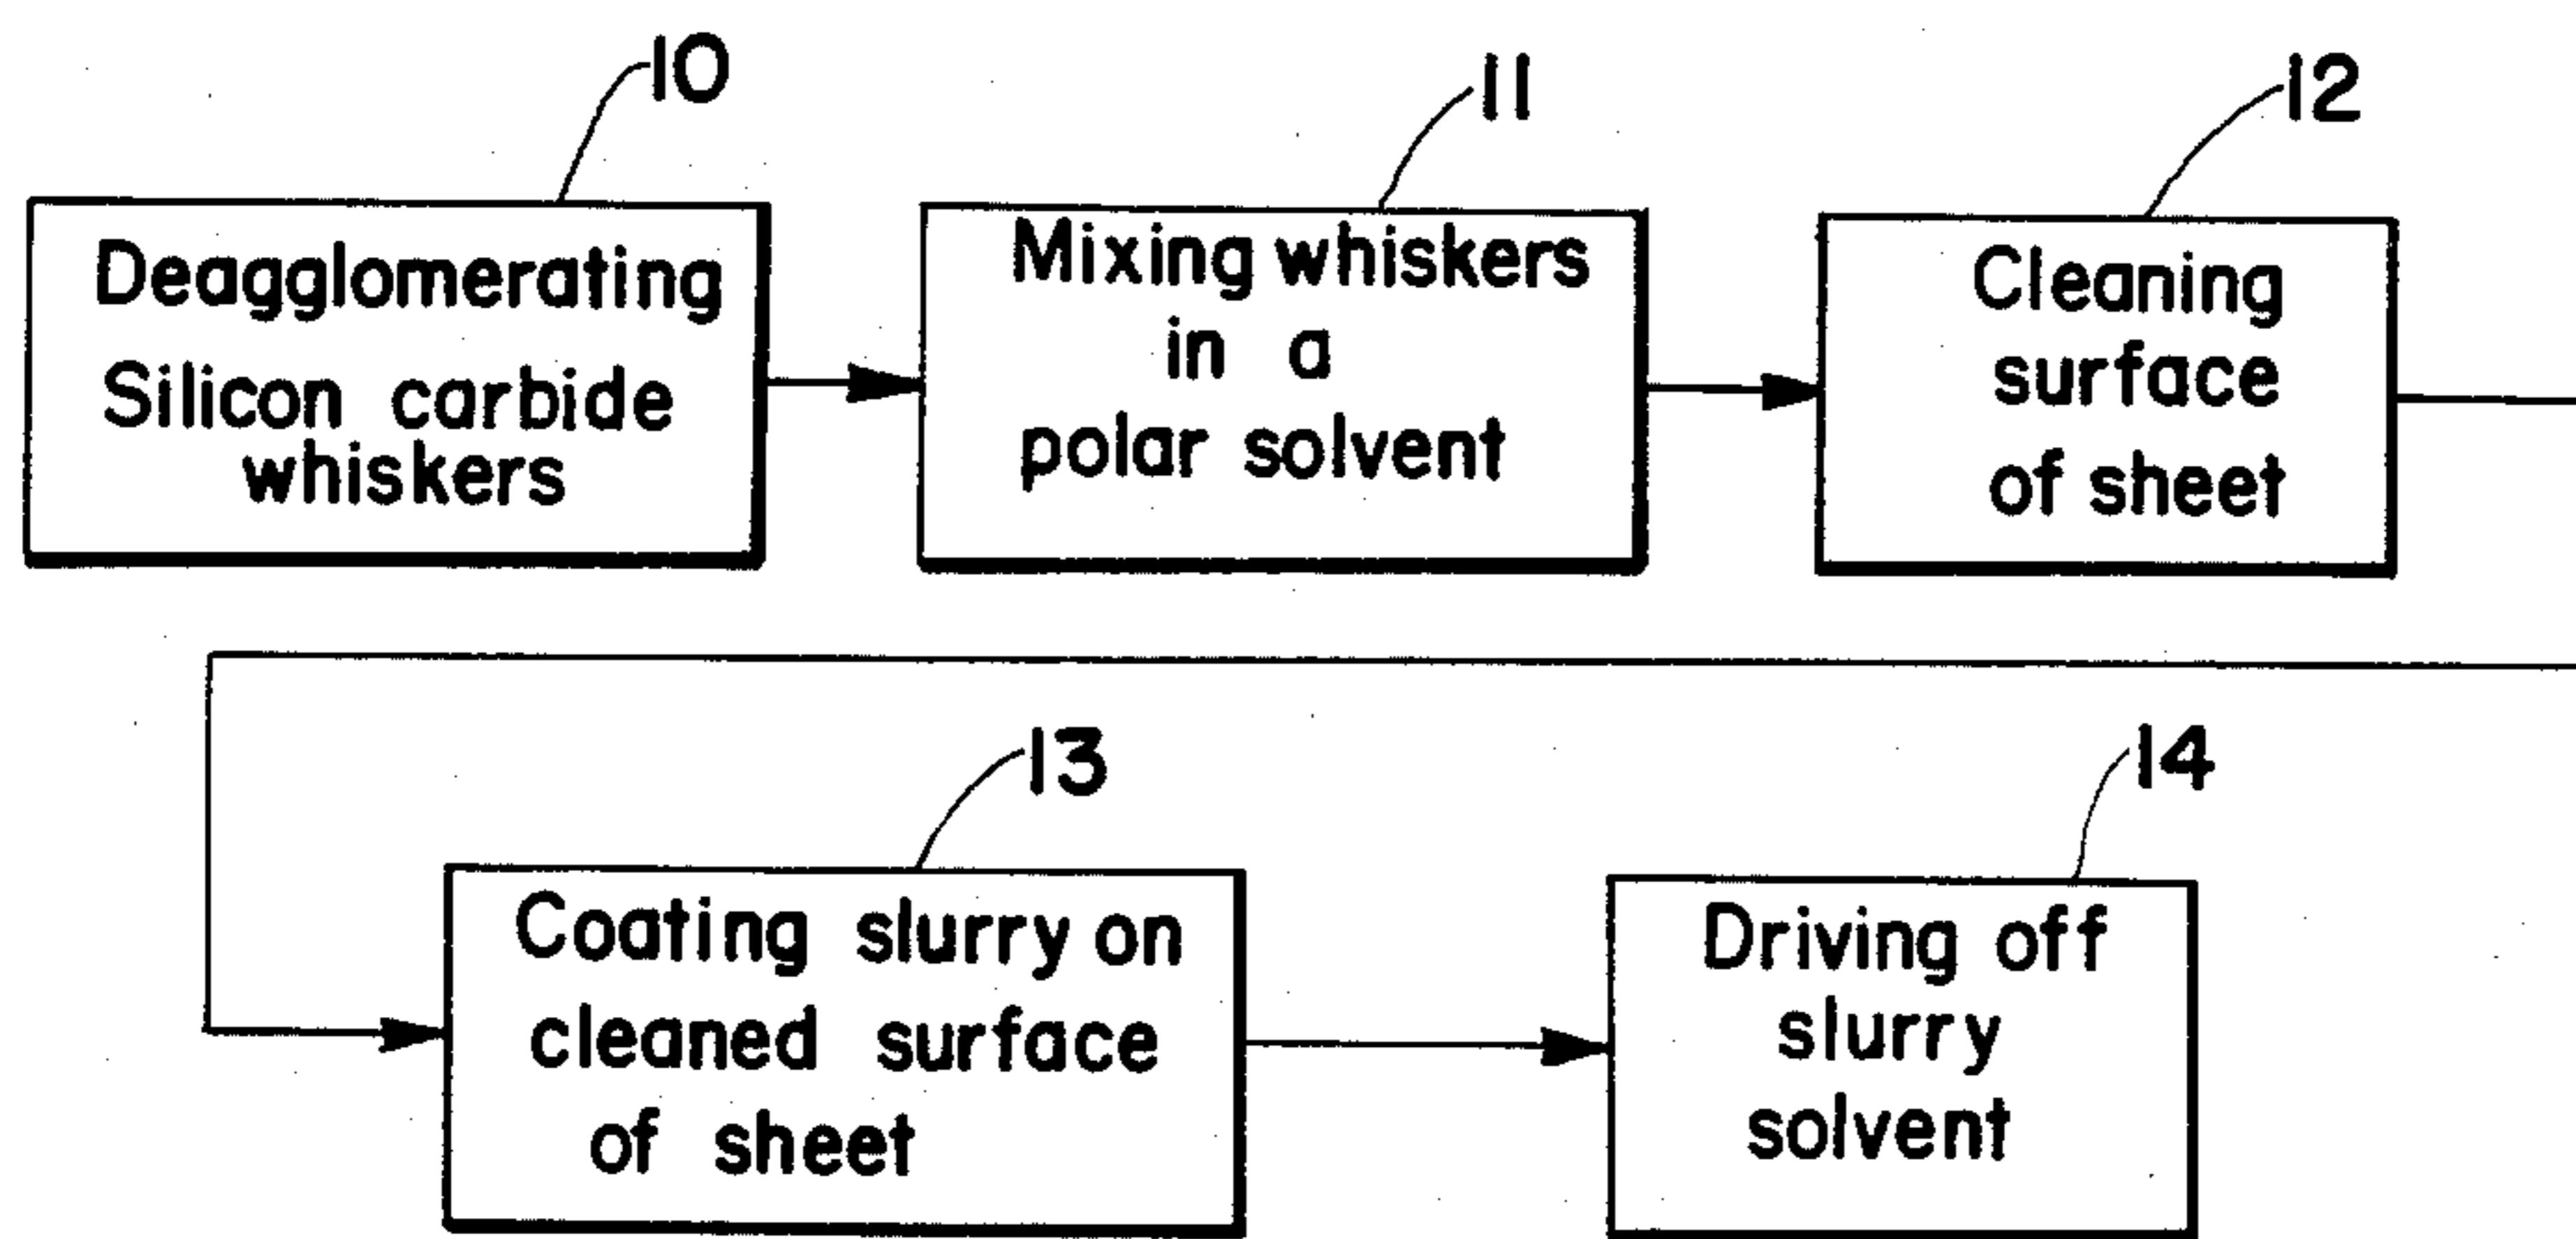 10
11
12
Deagglomerating
Silicon carbide
whiskers
Mixing whiskers
in a
polar solvent
Cleaning
surface
of sheet
13
14
Coating slurry on
cleaned surface
of sheet
Driving off
slurry
solvent